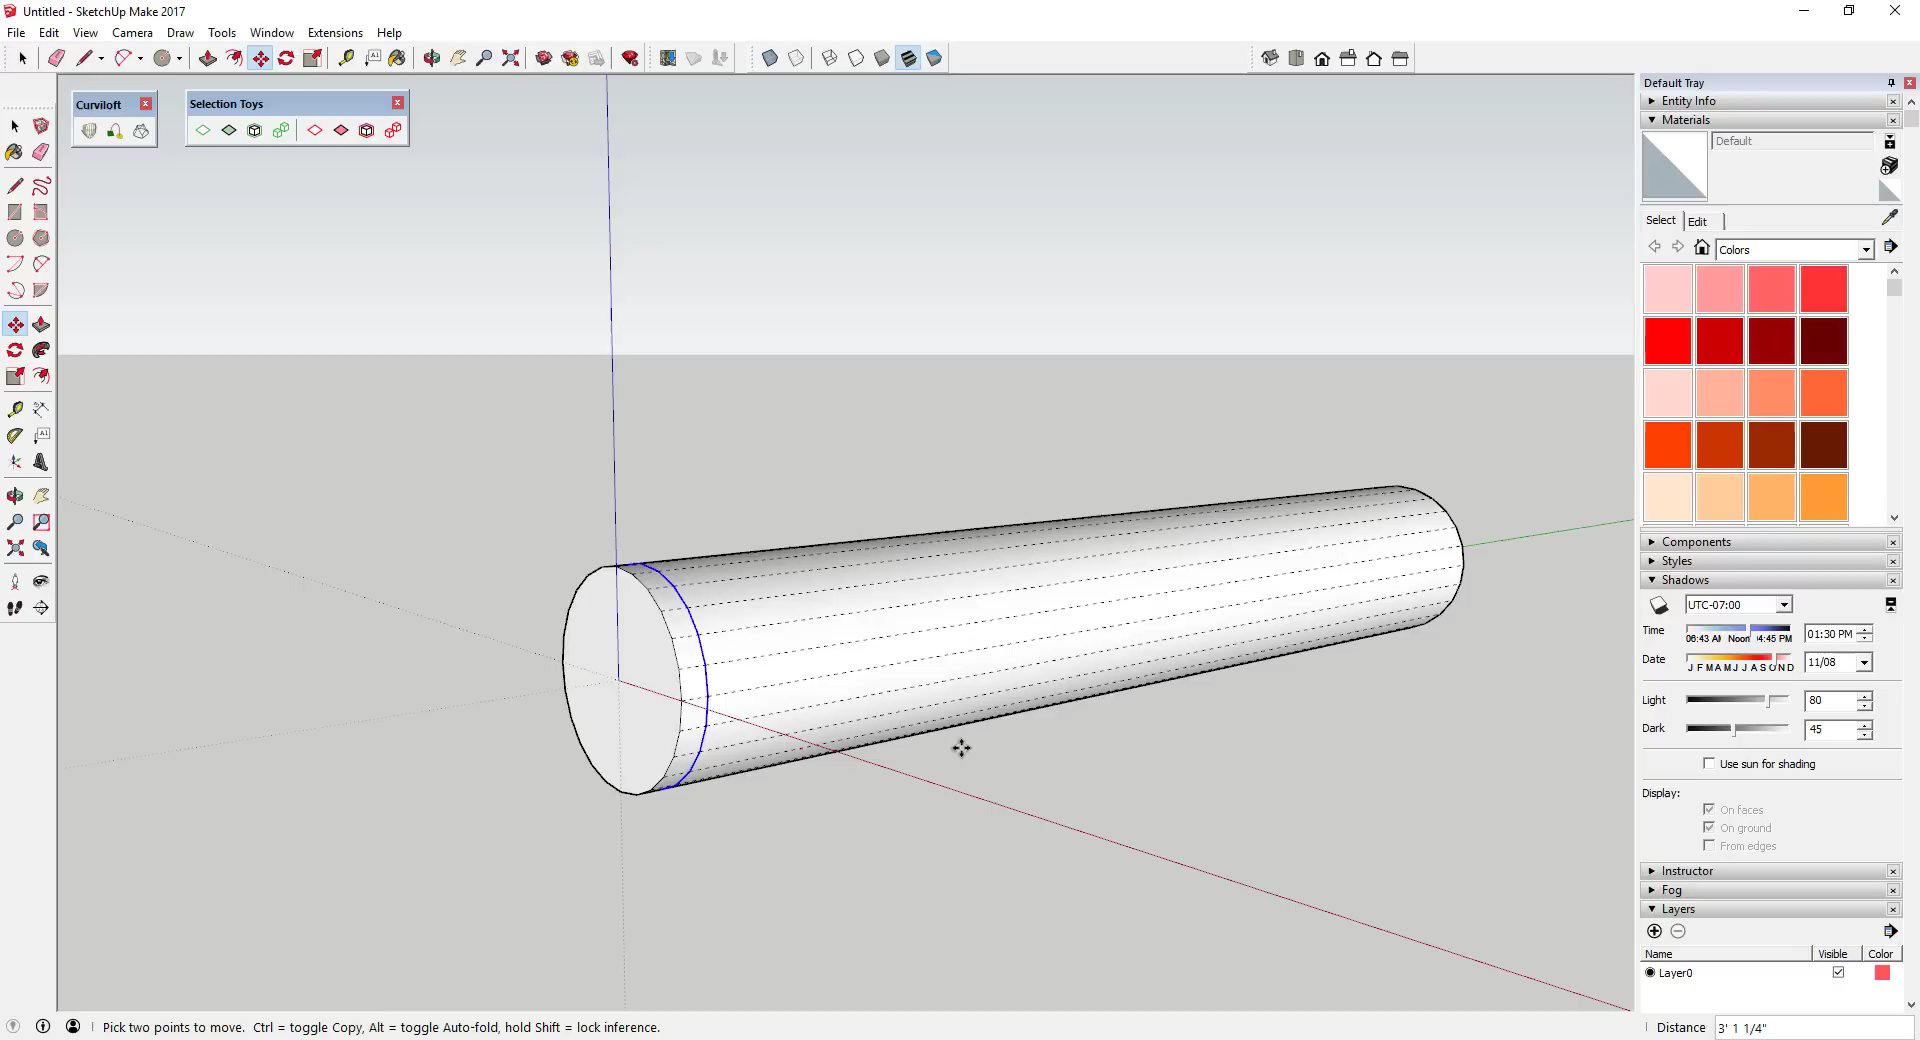 Untitled - SketchUp Make 2017
File Edit View Camera Draw Tools Window Extensions Help
Default Tray
Curviloft
Selection Toys
Entity Info
Materials
Default
Select Edit
Colors
Components
Styles
Shadows
UTC-07:00
Time 01:30 PM
Noon 04:45 PM
Date J F M A M J J A S O N D 11/08
Light 80
Dark 45
Use sun for shading
Display:
On faces
On ground
From edges
Instructor
Fog
Layers
Name Visible Color
Layer0
Pick two points to move. Ctrl = toggle Copy, Alt = toggle Auto-fold, hold Shift = lock inference.
Distance 3' 1 1/4"